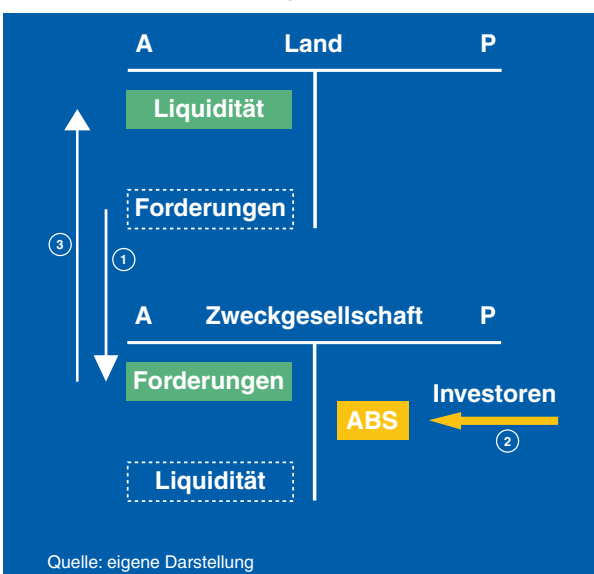 A Land P
Liquidität
Forderungen
3
1
A Zweckgesellschaft P
Forderungen
Investoren
ABS
2
Liquidität
Quelle: eigene Darstellung